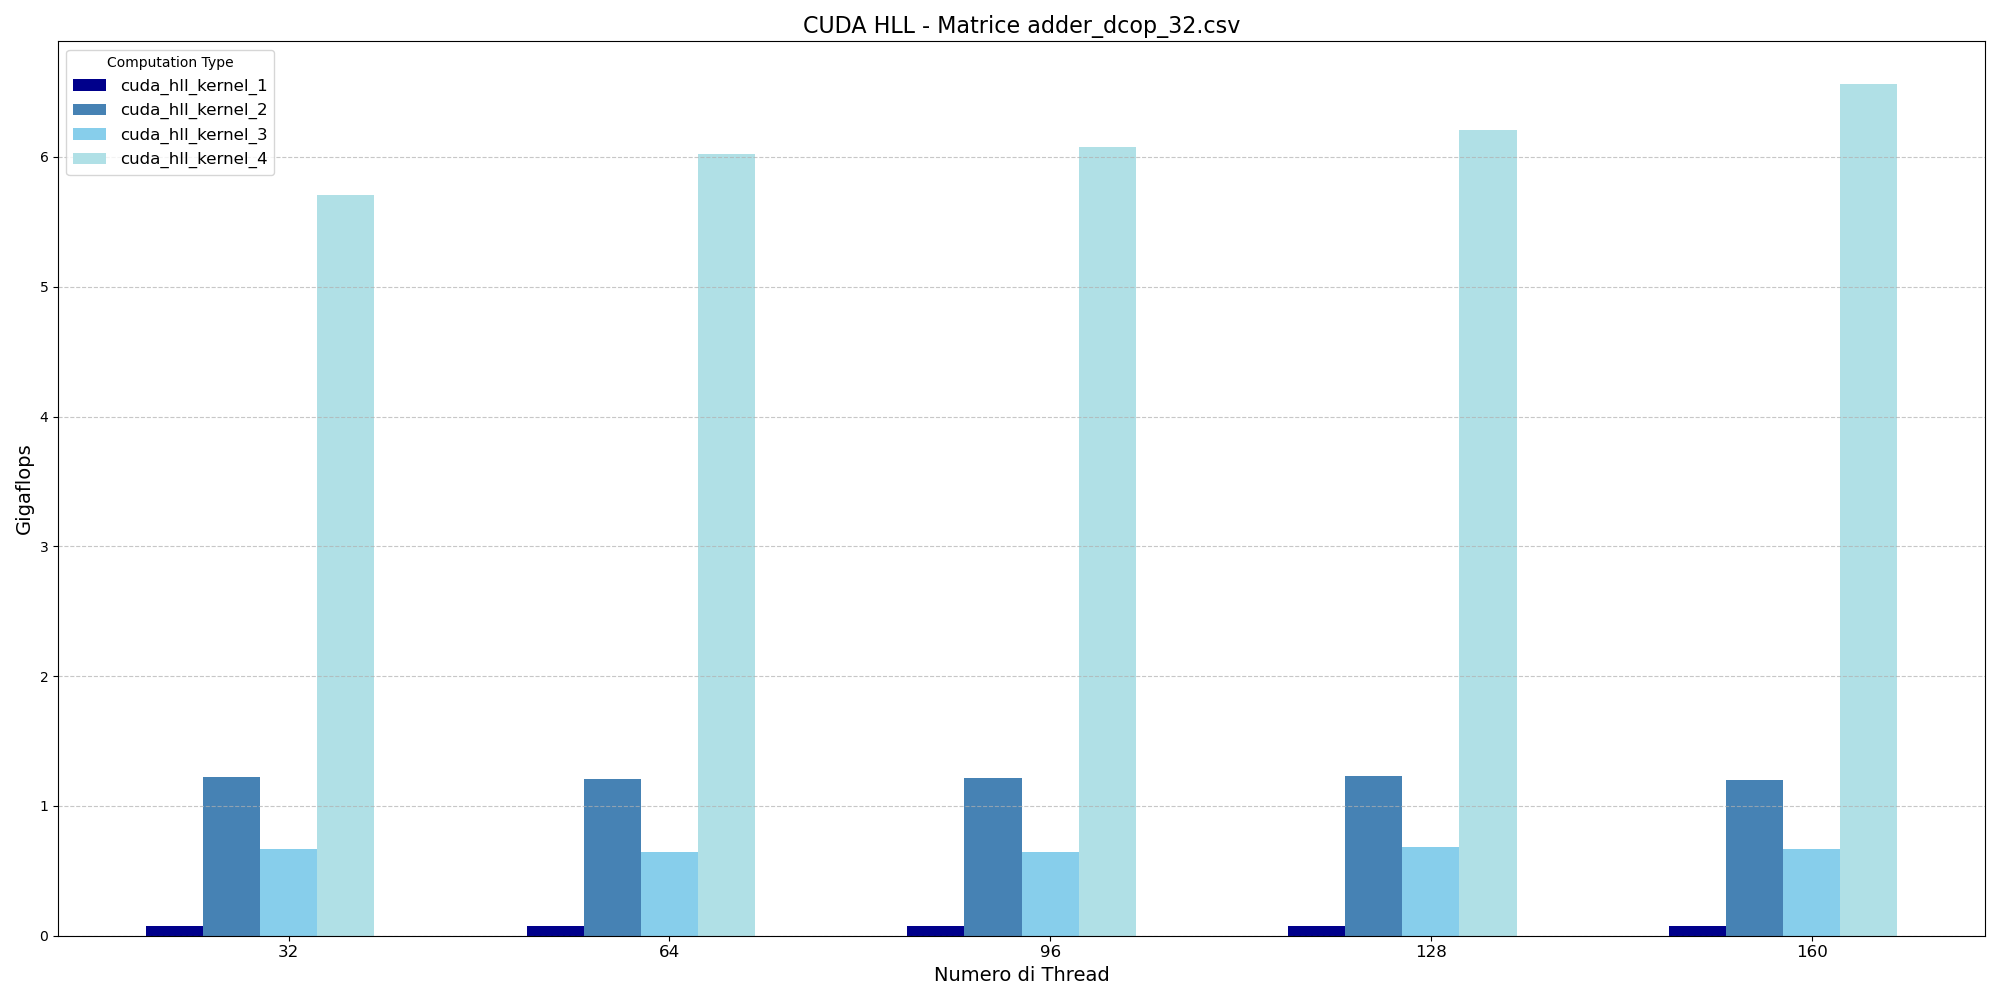 CUDA HLL - Matrice adder_dcop_32.csv
Computation Type
cuda_hll_kernel_1
cuda_hll_kernel_2
cuda_hll_kernel_3
cuda_hll_kernel_4
Gigaflops
6
5
4
3
2
1
0
32 64 96 128 160
Numero di Thread